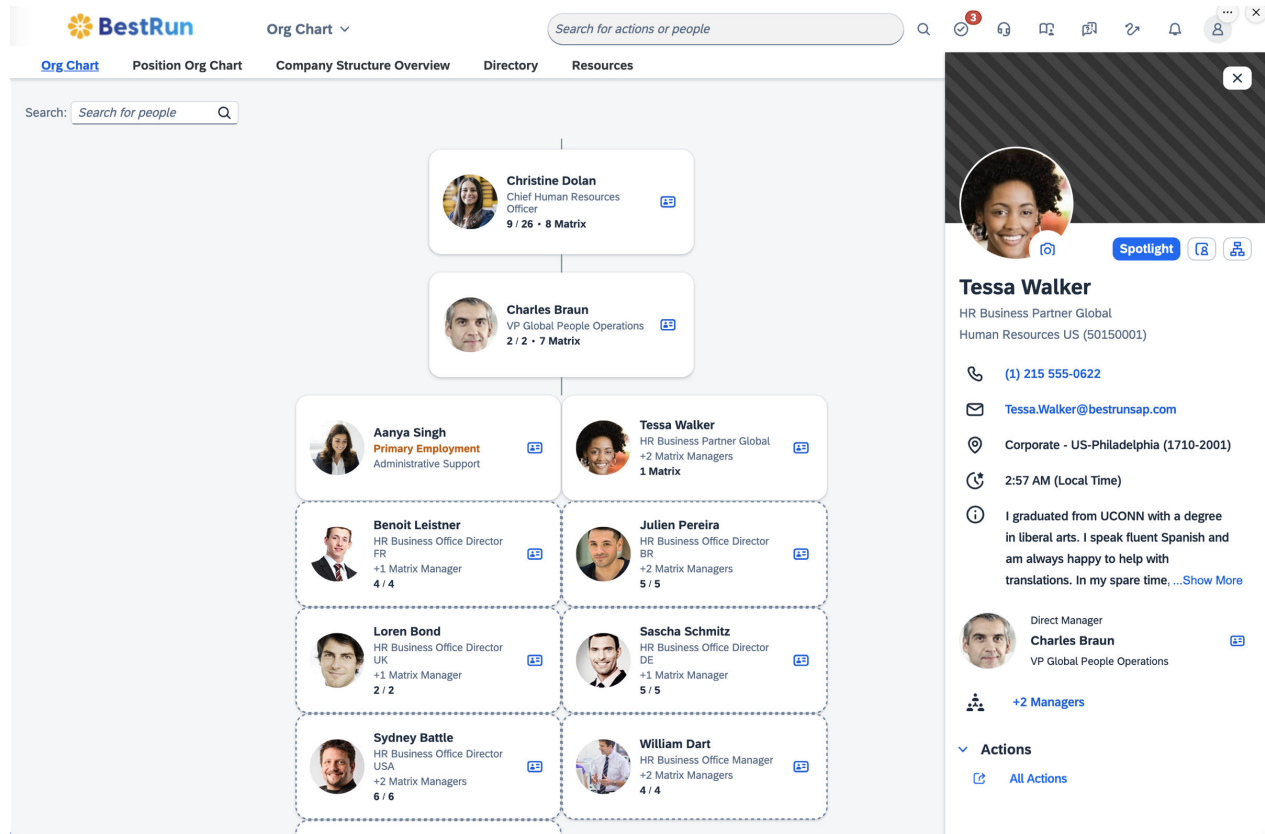 BestRun
Org Chart
Search for actions or people
3
Org Chart
Position Org Chart
Company Structure Overview
Directory
Resources
Search:
Search for people
Christine Dolan
Chief Human Resources
Officer
9 / 26 • 8 Matrix
Charles Braun
VP Global People Operations
2 / 2 • 7 Matrix
Aanya Singh
Primary Employment
Administrative Support
Tessa Walker
HR Business Partner Global
+2 Matrix Managers
1 Matrix
Benoit Leistner
HR Business Office Director
FR
+1 Matrix Manager
4 / 4
Julien Pereira
HR Business Office Director
BR
+2 Matrix Managers
5 / 5
Loren Bond
HR Business Office Director
UK
+1 Matrix Manager
2 / 2
Sascha Schmitz
HR Business Office Director
DE
+1 Matrix Manager
5 / 5
Sydney Battle
HR Business Office Director
USA
+2 Matrix Managers
6 / 6
William Dart
HR Business Office Manager
+2 Matrix Managers
4 / 4
Spotlight
Tessa Walker
HR Business Partner Global
Human Resources US (50150001)
(1) 215 555-0622
Tessa.Walker@bestrunsap.com
Corporate - US-Philadelphia (1710-2001)
2:57 AM (Local Time)
I graduated from UCONN with a degree
in liberal arts. I speak fluent Spanish and
am always happy to help with
translations. In my spare time, ...Show More
Direct Manager
Charles Braun
VP Global People Operations
+2 Managers
Actions
All Actions